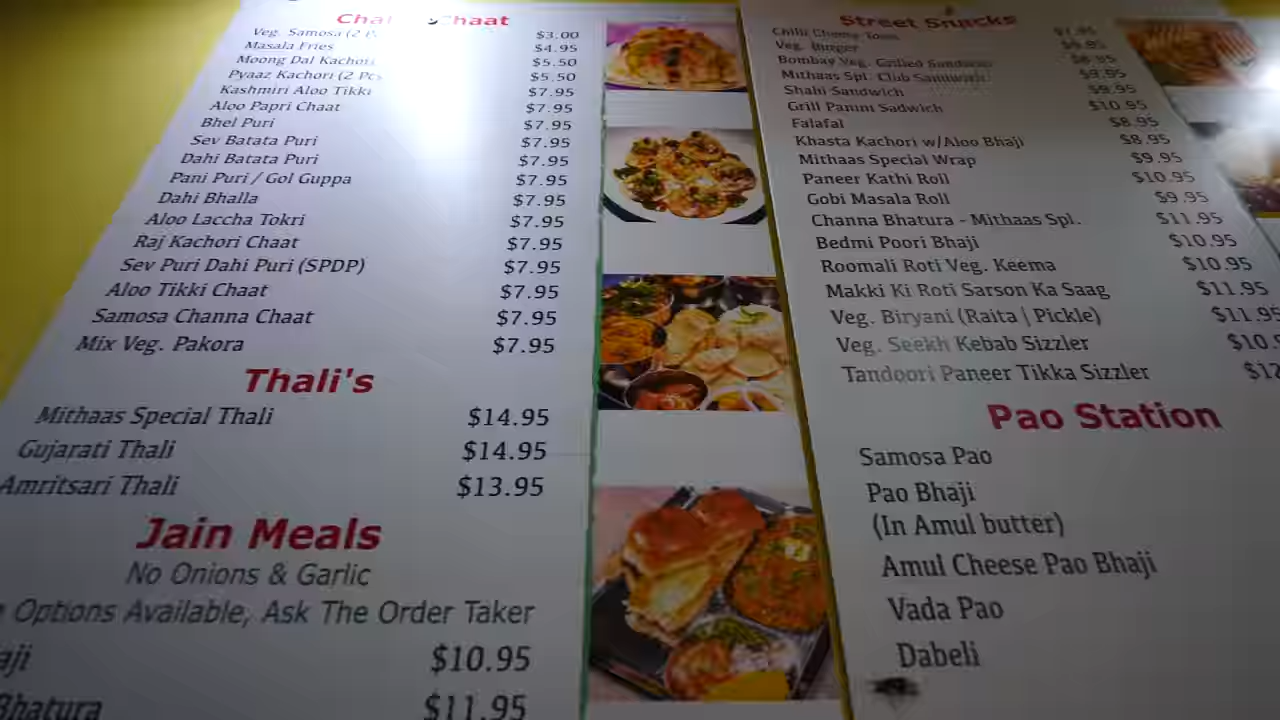 Chaat
Veg. Samosa (2 $3.00
Masala Fries $4.95
Moong Dal Kachori $5.50
Pyaaz Kachori (2 Pcs $5.50
Kashmiri Aloo Tikki $7.95
Aloo Papri Chaat $7.95
Bhel Puri $7.95
Sev Batata Puri $7.95
Dahi Batata Puri $7.95
Pani Puri / Gol Guppa $7.95
Dahi Bhalla $7.95
Aloo Laccha Tokri $7.95
Raj Kachori Chaat $7.95
Sev Puri Dahi Puri (SPDP) $7.95
Aloo Tikki Chaat $7.95
Samosa Channa Chaat $7.95
Mix Veg. Pakora $7.95
Thali's
Mithaas Special Thali $14.95
Gujarati Thali $14.95
Amritsari Thali $13.95
Jain Meals
No Onions & Garlic
Options Available, Ask The Order Taker
aji $10.95
Bhatura $11.95
Street Snacks
Chilli Cheese Toast $7.95
Veg. Burger
Bombay Veg. Grilled Sandwich
Mithaas Spl. Club Sandwich $9.95
Shahi Sandwich $9.95
Grill Panini Sadwich $10.95
Falafal $8.95
Khasta Kachori w/Aloo Bhaji $8.95
Mithaas Special Wrap $9.95
Paneer Kathi Roll $10.95
Gobi Masala Roll $9.95
Channa Bhatura - Mithaas Spl. $11.95
Bedmi Poori Bhaji $10.95
Roomali Roti Veg. Keema $10.95
Makki Ki Roti Sarson Ka Saag $11.95
Veg. Biryani (Raita | Pickle) $11.95
Veg. Seekh Kebab Sizzler $10.9
Tandoori Paneer Tikka Sizzler $12
Pao Station
Samosa Pao
Pao Bhaji
(In Amul butter)
Amul Cheese Pao Bhaji
Vada Pao
Dabeli